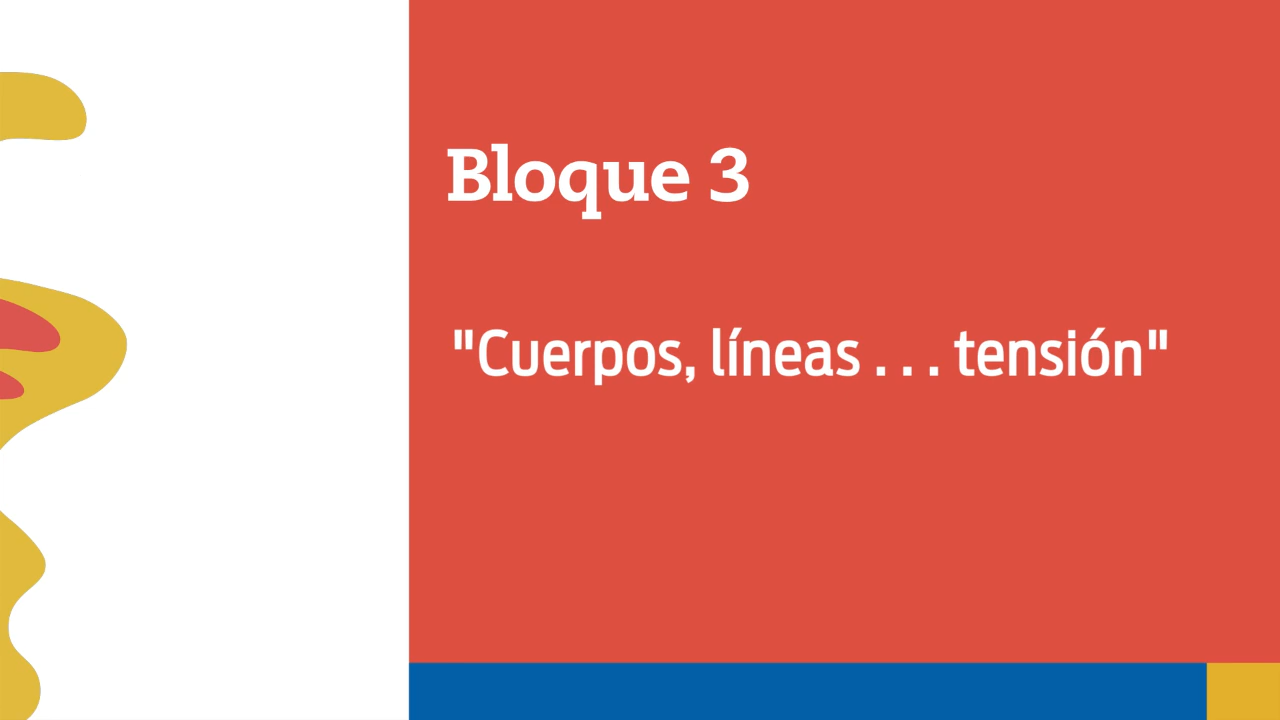 Bloque 3
"Cuerpos, líneas . . . tensión"